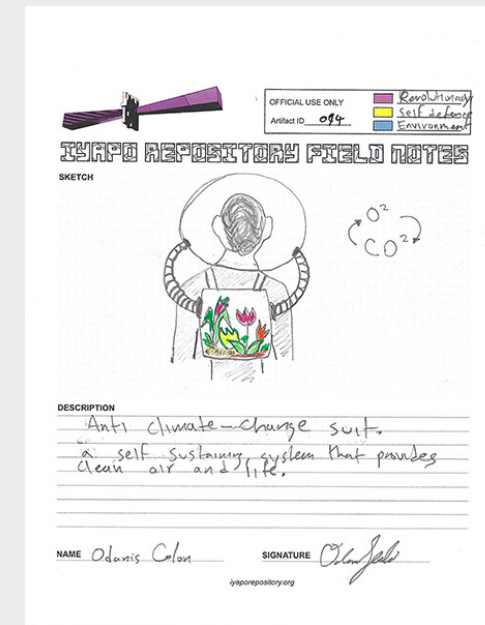 OFFICIAL USE ONLY
Artifact ID 094
Revolutionary
Self defence
Environment
IYAPO REPOSITORY FIELD NOTES
SKETCH
O²
CO²
DESCRIPTION
Anti climate-change suit.
a self sustaining system that provides
clean air and life.
NAME Odanis Colon
SIGNATURE
iyaporepository.org